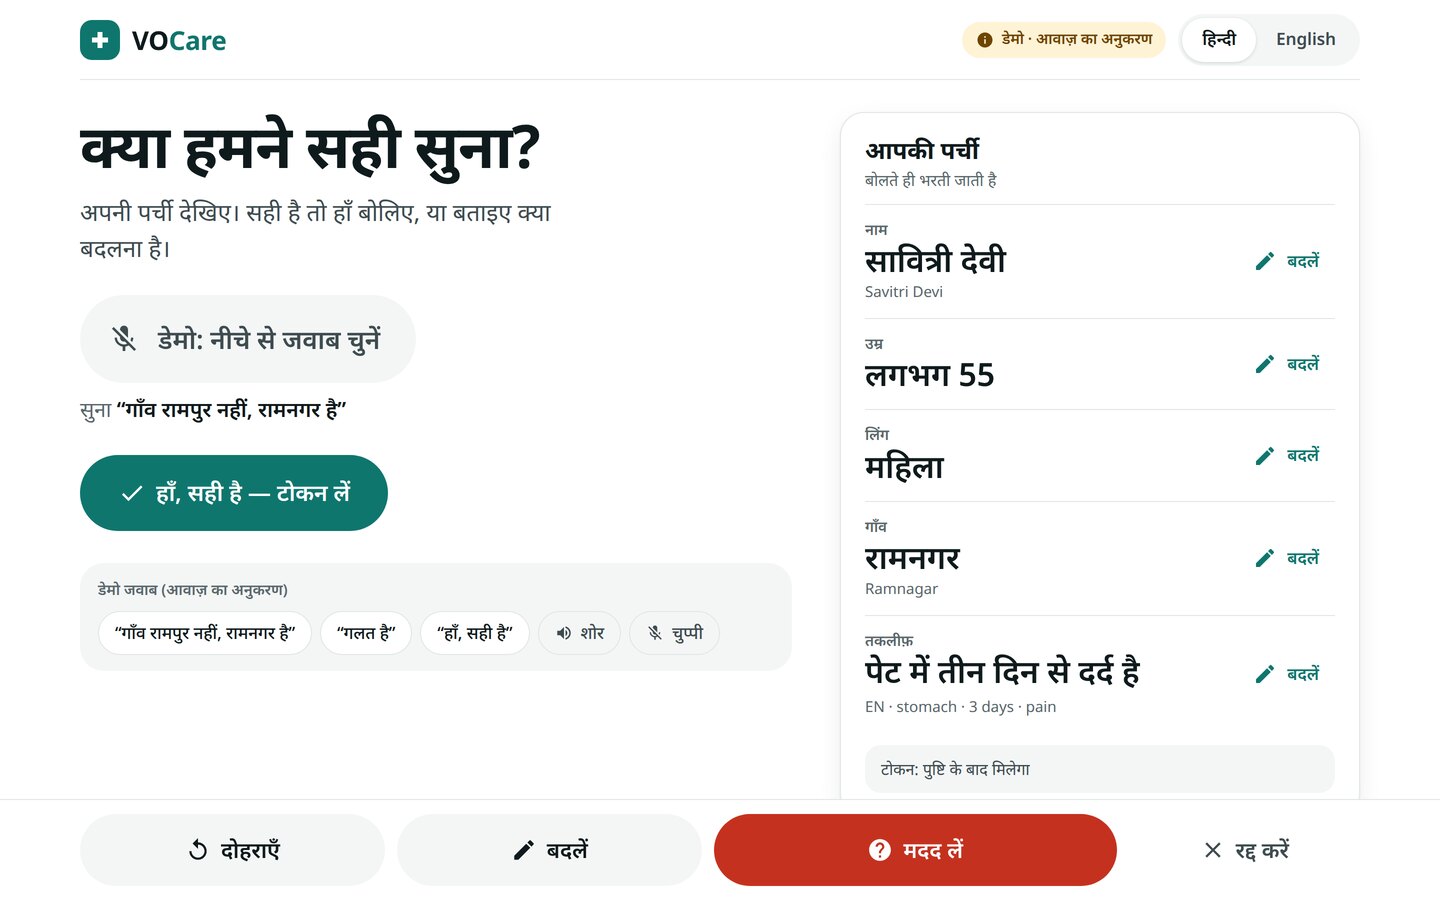 VOCare
डेमो · आवाज़ का अनुकरण
हिन्दी
English
क्या हमने सही सुना?
अपनी पर्ची देखिए। सही है तो हाँ बोलिए, या बताइए क्या
बदलना है।
डेमो: नीचे से जवाब चुनें
सुना “गाँव रामपुर नहीं, रामनगर है”
हाँ, सही है — टोकन लें
डेमो जवाब (आवाज़ का अनुकरण)
“गाँव रामपुर नहीं, रामनगर है”
“गलत है”
“हाँ, सही है”
शोर
चुप्पी
आपकी पर्ची
बोलते ही भरती जाती है
नाम
सावित्री देवी
Savitri Devi
बदलें
उम्र
लगभग 55
बदलें
लिंग
महिला
बदलें
गाँव
रामनगर
Ramnagar
बदलें
तकलीफ़
पेट में तीन दिन से दर्द है
EN · stomach · 3 days · pain
बदलें
टोकन: पुष्टि के बाद मिलेगा
दोहराएँ
बदलें
मदद लें
रद्द करें